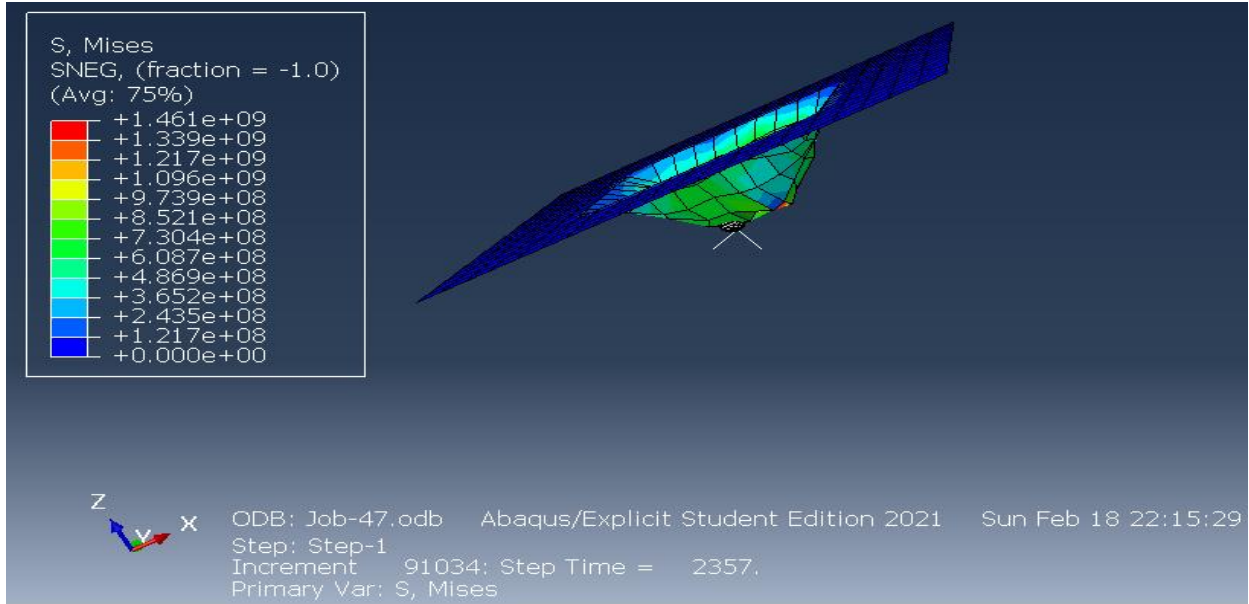 S, Mises
SNEG, (fraction = -1.0)
(Avg: 75%)
+1.461e+09
+1.339e+09
+1.217e+09
+1.096e+09
+9.739e+08
+8.521e+08
+7.304e+08
+6.087e+08
+4.869e+08
+3.652e+08
+2.435e+08
+1.217e+08
+0.000e+00
Z
Y
X
ODB: Job-47.odb    Abaqus/Explicit Student Edition 2021    Sun Feb 18 22:15:29
Step: Step-1
Increment    91034: Step Time =    2357.
Primary Var: S, Mises